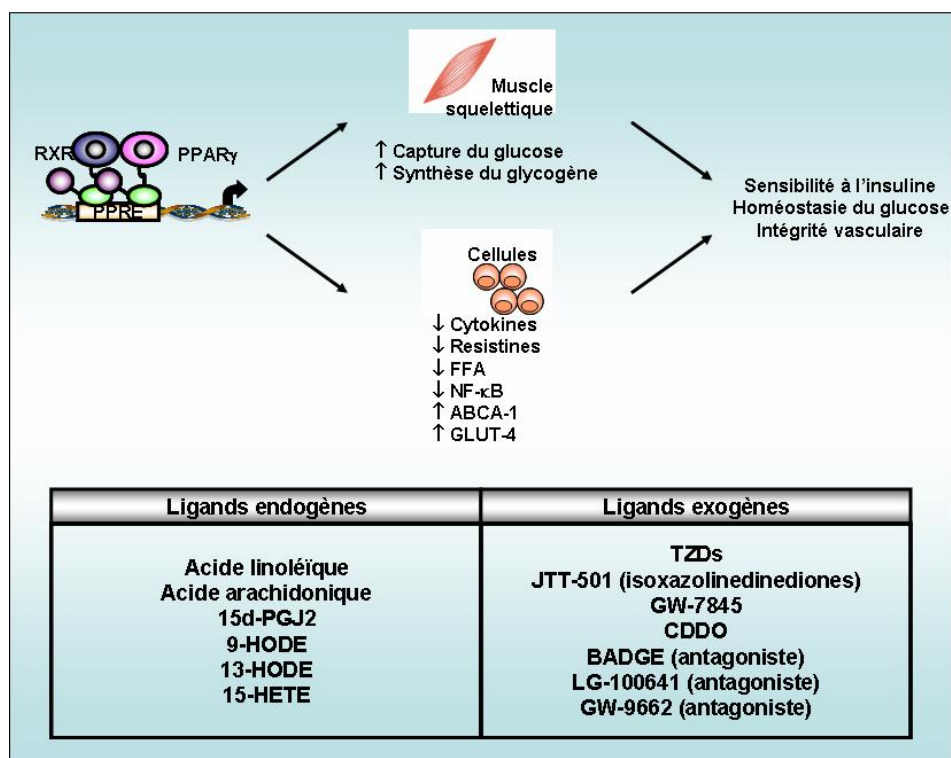 Muscle
squelettique
RXR
PPARγ
PPRE
↑ Capture du glucose
↑ Synthèse du glycogène
Sensibilité à l'insuline
Homéostasie du glucose
Intégrité vasculaire
Cellules
↓ Cytokines
↓ Resistines
↓ FFA
↓ NF-κB
↑ ABCA-1
↑ GLUT-4
Ligands endogènes
Acide linoléïque
Acide arachidonique
15d-PGJ2
9-HODE
13-HODE
15-HETE
Ligands exogènes
TZDs
JTT-501 (isoxazolinedinediones)
GW-7845
CDDO
BADGE (antagoniste)
LG-100641 (antagoniste)
GW-9662 (antagoniste)